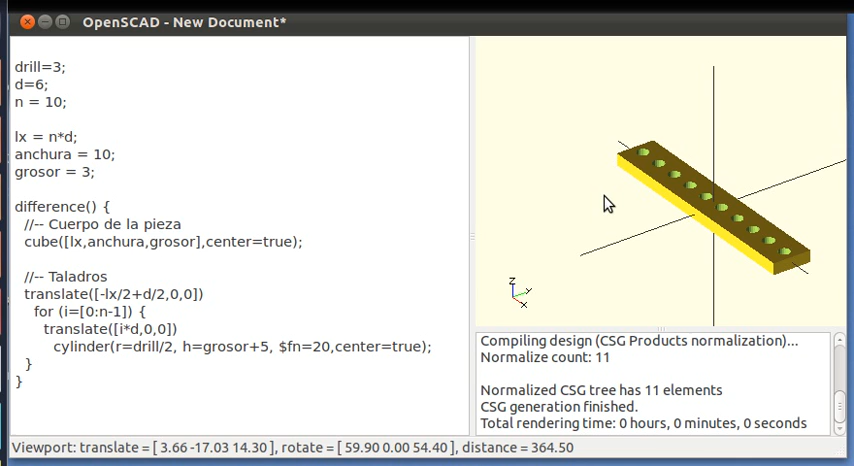 OpenSCAD - New Document*
drill=3;
d=6;
n = 10;
lx = n*d;
anchura = 10;
grosor = 3;
difference() {
//-- Cuerpo de la pieza
cube([lx,anchura,grosor],center=true);
//-- Taladros
translate([-lx/2+d/2,0,0])
for (i=[0:n-1]) {
translate([i*d,0,0])
cylinder(r=drill/2, h=grosor+5, $fn=20,center=true);
}
}
Z
Y
X
Compiling design (CSG Products normalization)...
Normalize count: 11
Normalized CSG tree has 11 elements
CSG generation finished.
Total rendering time: 0 hours, 0 minutes, 0 seconds
Viewport: translate = [ 3.66 -17.03 14.30 ], rotate = [ 59.90 0.00 54.40 ], distance = 364.50